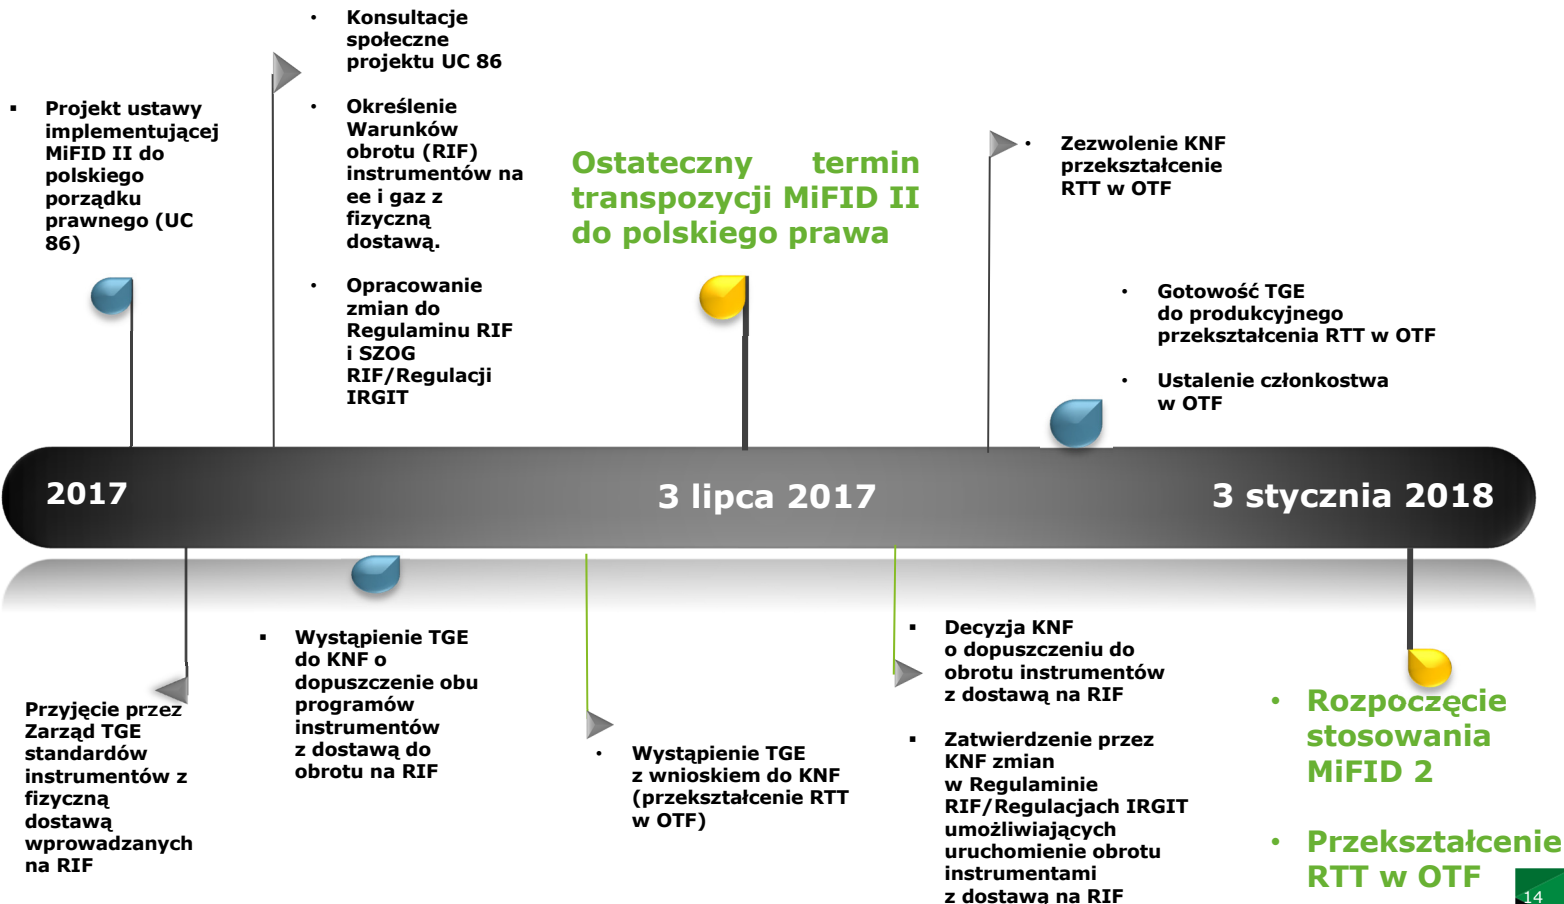 • Konsultacje
społeczne
projektu UC 86
• Określenie
Warunków
obrotu (RIF)
instrumentów na
ee i gaz z
fizyczną
dostawą.
• Opracowanie
zmian do
Regulaminu RIF
i SZOG
RIF/Regulacji
IRGIT
▪ Projekt ustawy
implementującej
MiFID II do
polskiego
porządku
prawnego (UC
86)
Ostateczny termin
transpozycji MiFID II
do polskiego prawa
• Zezwolenie KNF
przekształcenie
RTT w OTF
• Gotowość TGE
do produkcyjnego
przekształcenia RTT w OTF
• Ustalenie członkostwa
w OTF
2017
3 lipca 2017
3 stycznia 2018
Przyjęcie przez
Zarząd TGE
standardów
instrumentów z
fizyczną
dostawą
wprowadzanych
na RIF
▪ Wystąpienie TGE
do KNF o
dopuszczenie obu
programów
instrumentów
z dostawą do
obrotu na RIF
• Wystąpienie TGE
z wnioskiem do KNF
(przekształcenie RTT
w OTF)
▪ Decyzja KNF
o dopuszczeniu do
obrotu instrumentów
z dostawą na RIF
▪ Zatwierdzenie przez
KNF zmian
w Regulaminie
RIF/Regulacjach IRGIT
umożliwiających
uruchomienie obrotu
instrumentami
z dostawą na RIF
• Rozpoczęcie
stosowania
MiFID 2
• Przekształcenie
RTT w OTF
14